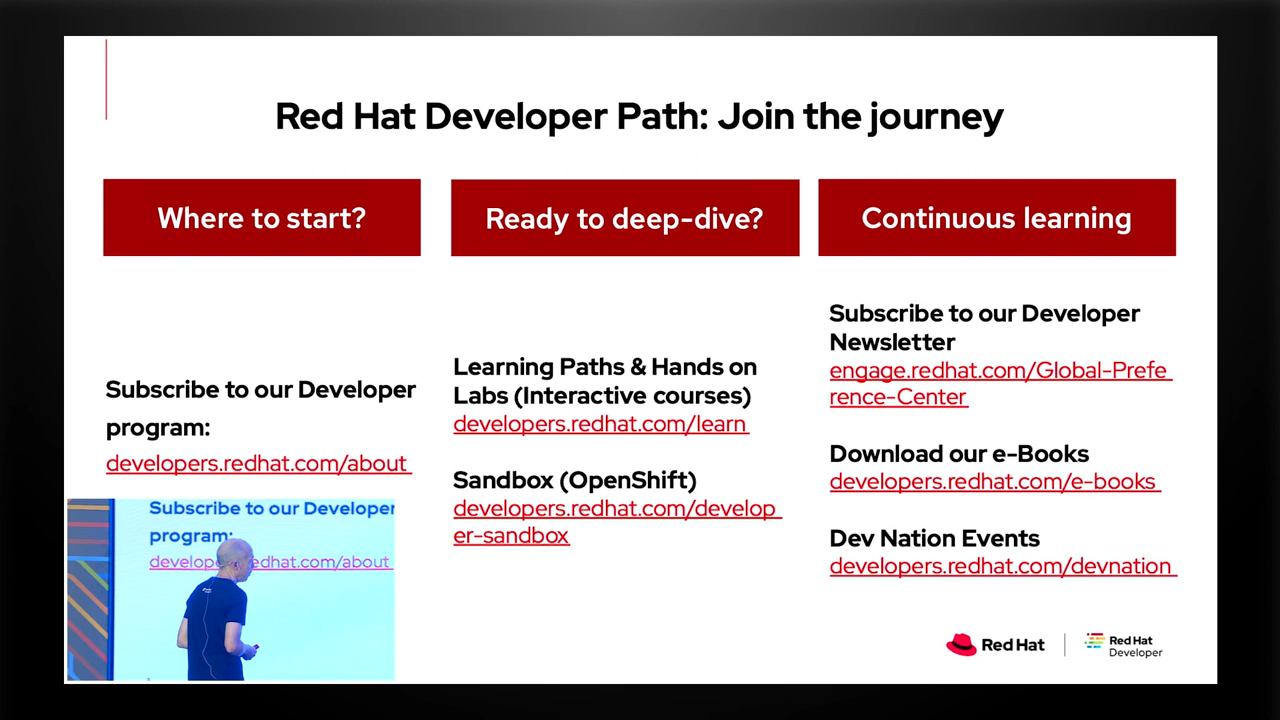 Red Hat Developer Path: Join the journey
Where to start?
Subscribe to our Developer
program:
developers.redhat.com/about
Ready to deep-dive?
Learning Paths & Hands on
Labs (Interactive courses)
developers.redhat.com/learn
Sandbox (OpenShift)
developers.redhat.com/develop
er-sandbox
Continuous learning
Subscribe to our Developer
Newsletter
engage.redhat.com/Global-Prefe
rence-Center
Download our e-Books
developers.redhat.com/e-books
Dev Nation Events
developers.redhat.com/devnation
Subscribe to our Developer
program:
develop edhat.com/about
Red Hat
Red Hat
Developer